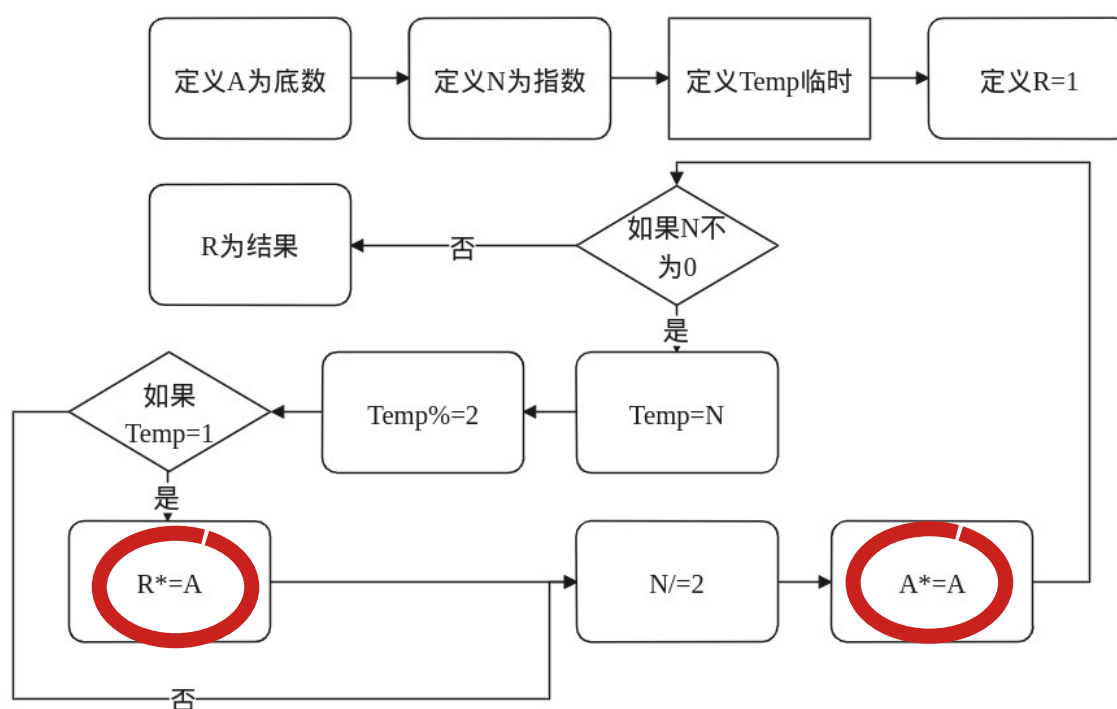 定义A为底数
定义N为指数
定义Temp临时
定义R=1
如果N不
为0
否
R为结果
是
Temp=N
Temp%=2
如果
Temp=1
是
R*=A
N/=2
A*=A
否